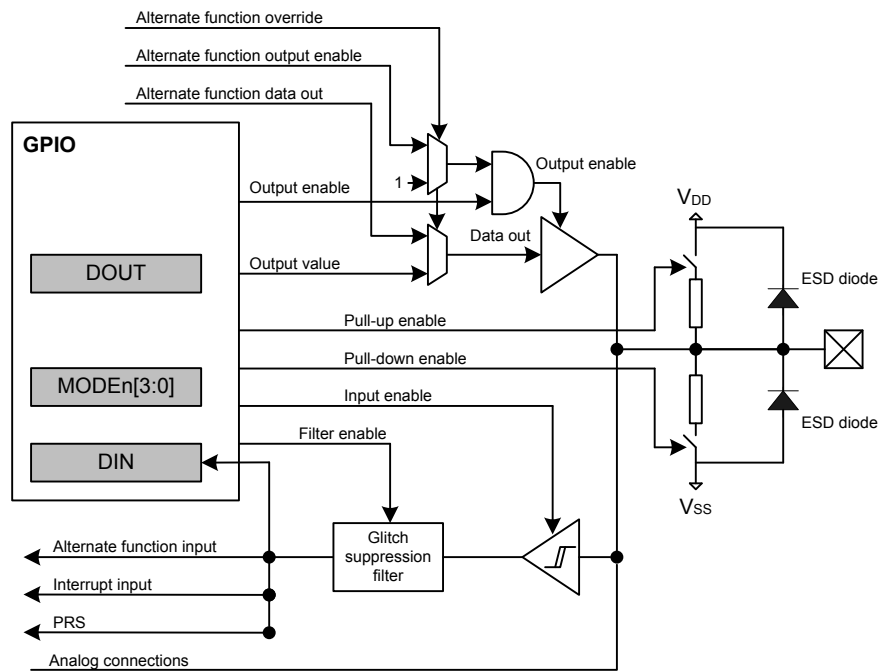 Alternate function override
Alternate function output enable
Alternate function data out
GPIO
Output enable
1
Output enable
DOUT
Output value
Data out
VDD
ESD diode
Pull-up enable
Pull-down enable
MODEn[3:0]
Input enable
Filter enable
ESD diode
DIN
VSS
Glitch
suppression
filter
Alternate function input
Interrupt input
PRS
Analog connections